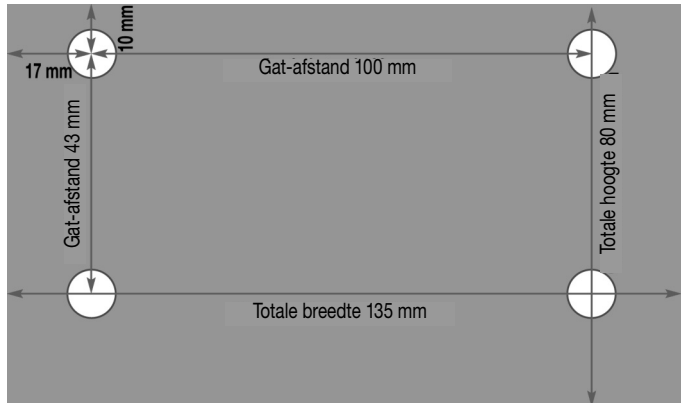 10 mm
17 mm
Gat-afstand 100 mm
Gat-afstand 43 mm
Totale hoogte 80 mm
Totale breedte 135 mm